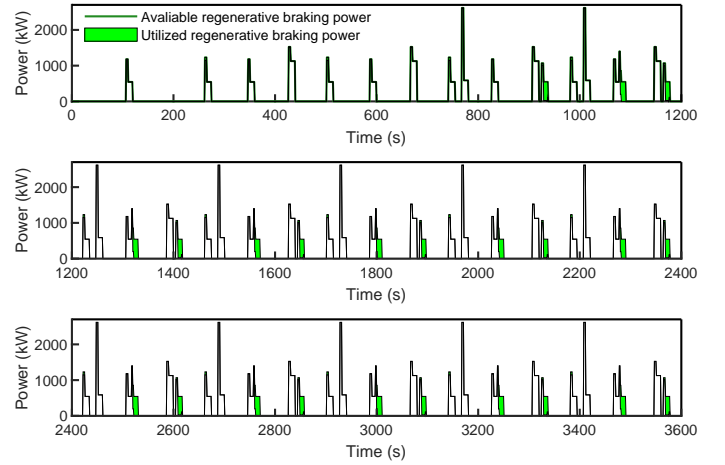 Power (kW)
2000
1000
0
Avaliable regenerative braking power
Utilized regenerative braking power
0 200 400 600 800 1000 1200
Time (s)
Power (kW)
2000
1000
0
1200 1400 1600 1800 2000 2200 2400
Time (s)
Power (kW)
2000
1000
0
2400 2600 2800 3000 3200 3400 3600
Time (s)